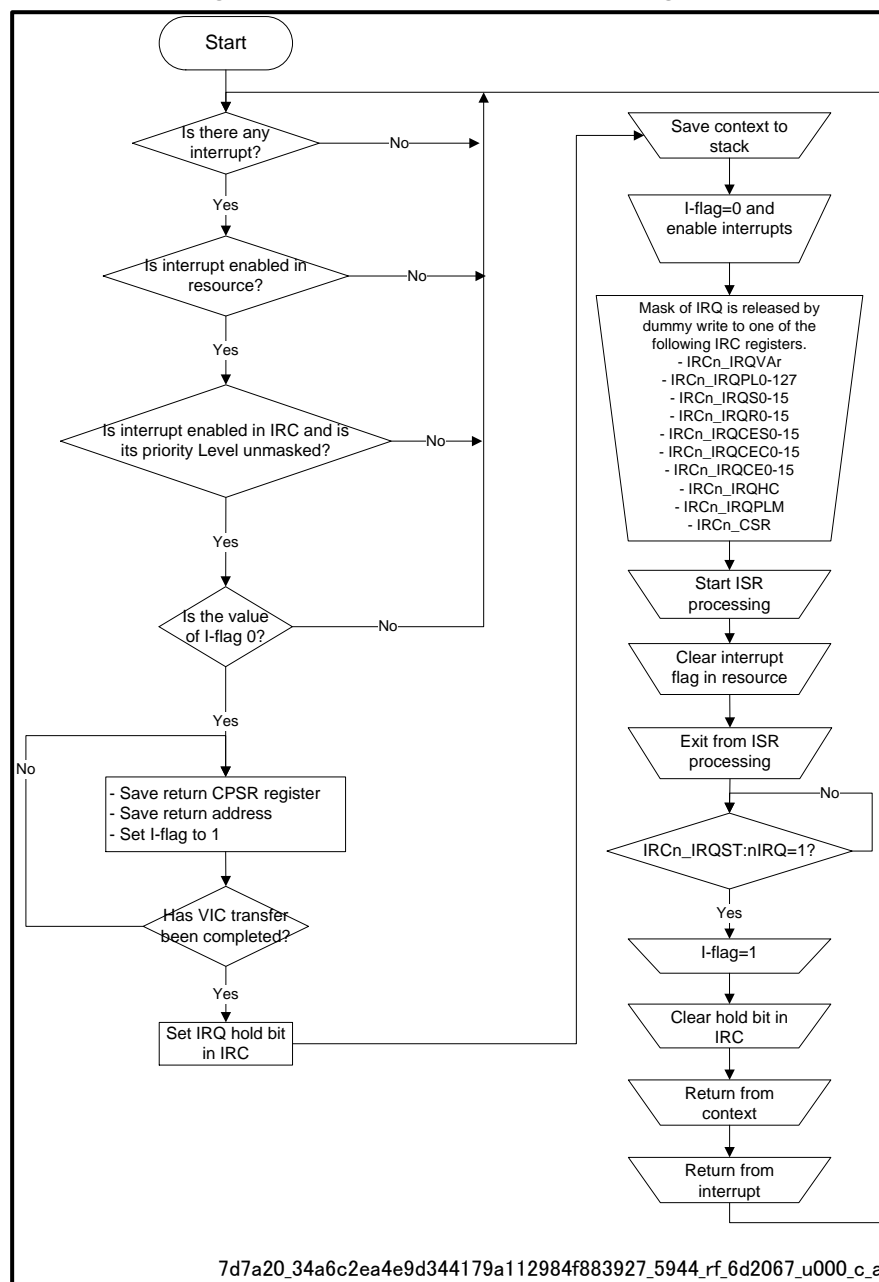 Start
Is there any
interrupt?
No
Yes
Is interrupt enabled in
resource?
No
Yes
Is interrupt enabled in IRC and is
its priority Level unmasked?
No
Yes
Is the value
of I-flag 0?
No
Yes
No
- Save return CPSR register
- Save return address
- Set I-flag to 1
Has VIC transfer
been completed?
Yes
Set IRQ hold bit
in IRC
Save context to
stack
I-flag=0 and
enable interrupts
Mask of IRQ is released by
dummy write to one of the
following IRC registers.
- IRCn_IRQVAr
- IRCn_IRQPL0-127
- IRCn_IRQS0-15
- IRCn_IRQR0-15
- IRCn_IRQCES0-15
- IRCn_IRQCEC0-15
- IRCn_IRQCE0-15
- IRCn_IRQHC
- IRCn_IRQPLM
- IRCn_CSR
Start ISR
processing
Clear interrupt
flag in resource
Exit from ISR
processing
No
IRCn_IRQST:nIRQ=1?
Yes
I-flag=1
Clear hold bit in
IRC
Return from
context
Return from
interrupt
7d7a20_34a6c2ea4e9d344179a112984f883927_5944_rf_6d2067_u000_c_a